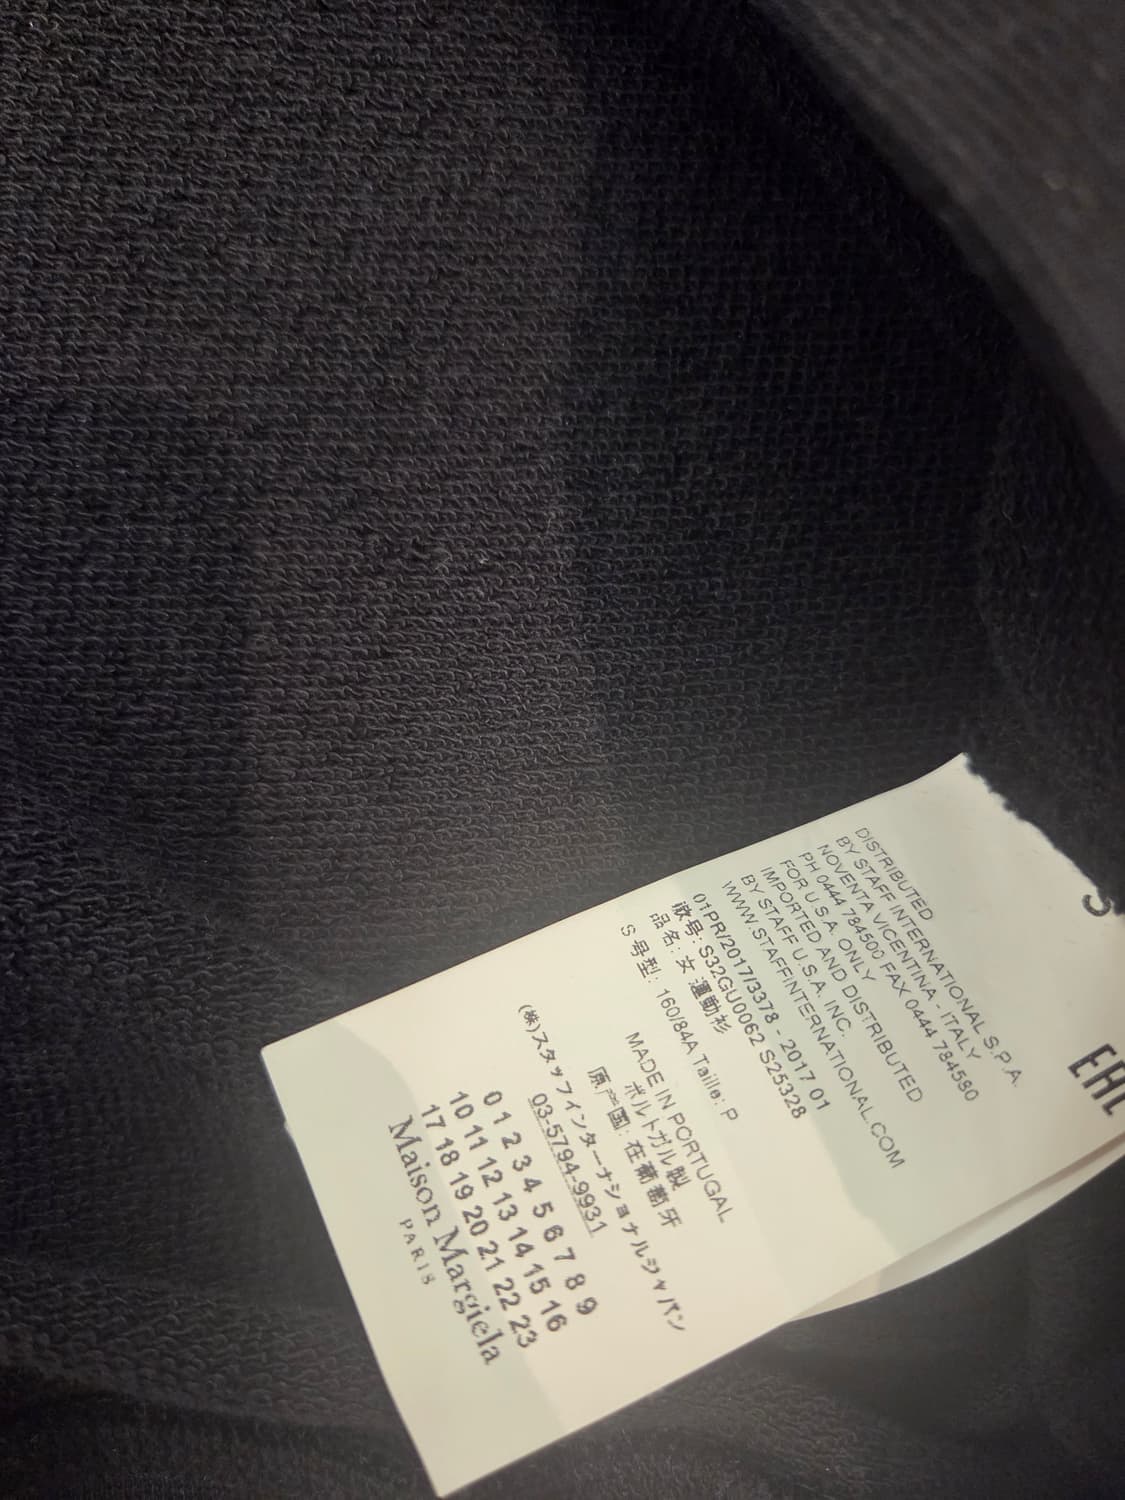 DISTRIBUTED
BY STAFF INTERNATIONAL S.P.A.
NOVENTA VICENTINA - ITALY
PH 0444 784500 FAX 0444 784580
FOR U.S.A. ONLY
IMPORTED AND DISTRIBUTED
BY STAFF U.S.A. INC.
WWW.STAFFINTERNATIONAL.COM
01PR/2017/3378 - 2017 01
款号: S32GU0062 S25328
品名: 女 運動衫
S 号型: 160/84A Taille: P
MADE IN PORTUGAL
ポルトガル製
原产国: 在葡萄牙
(株)スタッフインターナショナルジャパン
03-5794-9931
0 1 2 3 4 5 6 7 8 9
10 11 12 13 14 15 16
17 18 19 20 21 22 23
Maison Margiela
PARIS
EAC